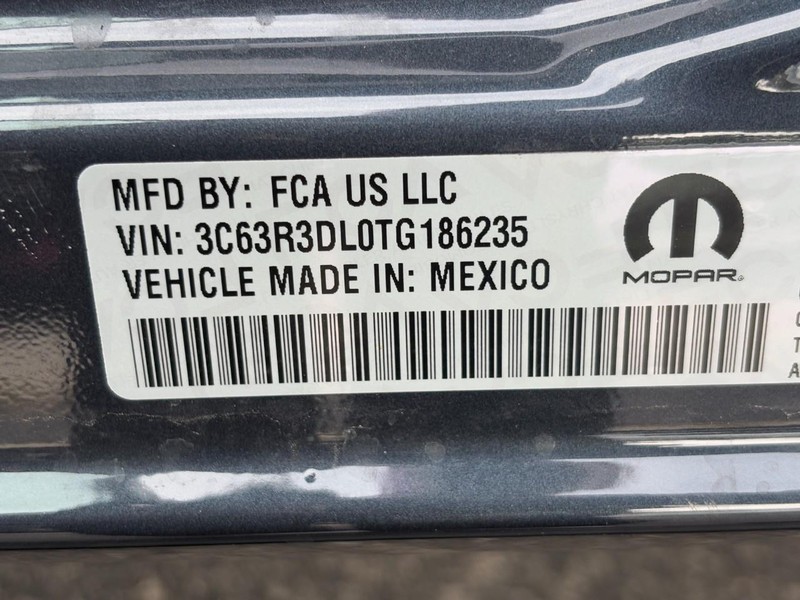 MFD BY: FCA US LLC
VIN: 3C63R3DL0TG186235
VEHICLE MADE IN: MEXICO
MOPAR